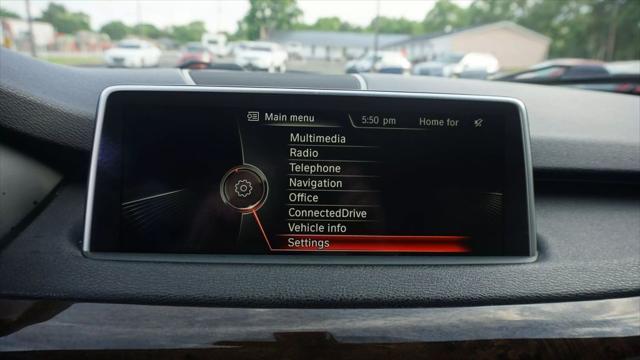 Main menu 5:50 pm Home for
Multimedia
Radio
Telephone
Navigation
Office
ConnectedDrive
Vehicle info
Settings